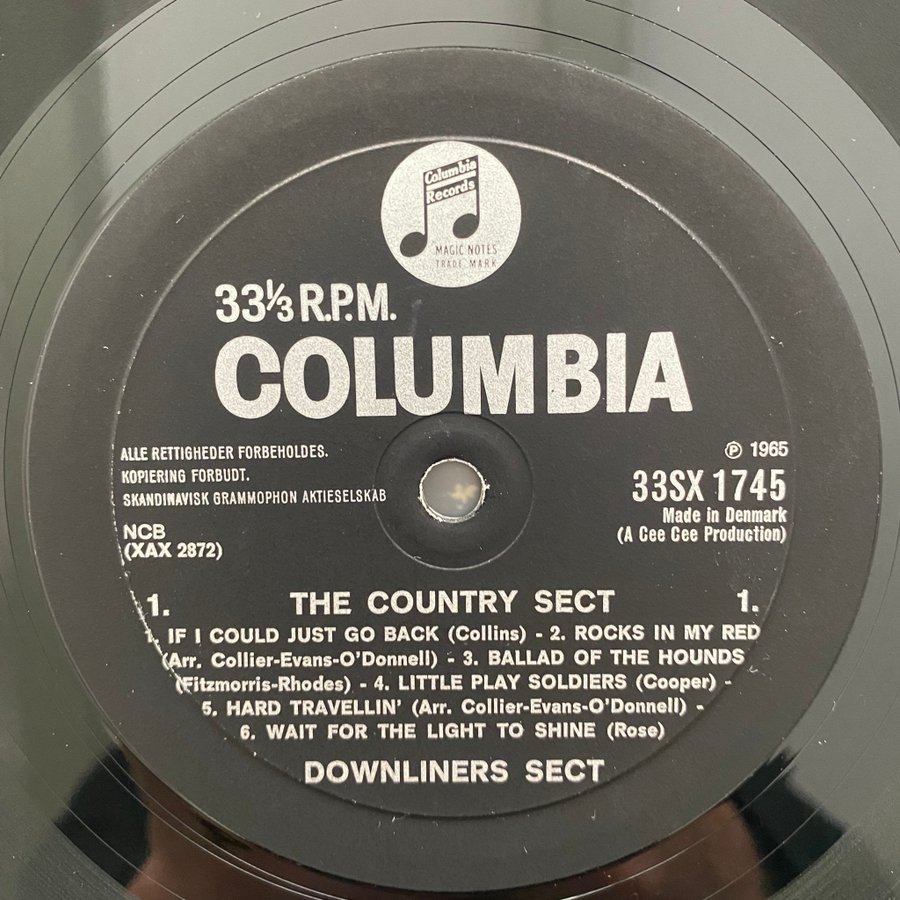 Columbia
Records
MAGIC NOTES
TRADE MARK
33⅓ R.P.M.
COLUMBIA
ALLE RETTIGHEDER FORBEHOLDES.
KOPIERING FORBUDT.
SKANDINAVISK GRAMMOPHON AKTIESELSKAB
NCB
(XAX 2872)
℗ 1965
33SX 1745
Made in Denmark
(A Cee Cee Production)
1. THE COUNTRY SECT 1.
1. IF I COULD JUST GO BACK (Collins) - 2. ROCKS IN MY RED
(Arr. Collier-Evans-O'Donnell) - 3. BALLAD OF THE HOUNDS
(Fitzmorris-Rhodes) - 4. LITTLE PLAY SOLDIERS (Cooper) -
5. HARD TRAVELLIN' (Arr. Collier-Evans-O'Donnell) -
6. WAIT FOR THE LIGHT TO SHINE (Rose)
DOWNLINERS SECT